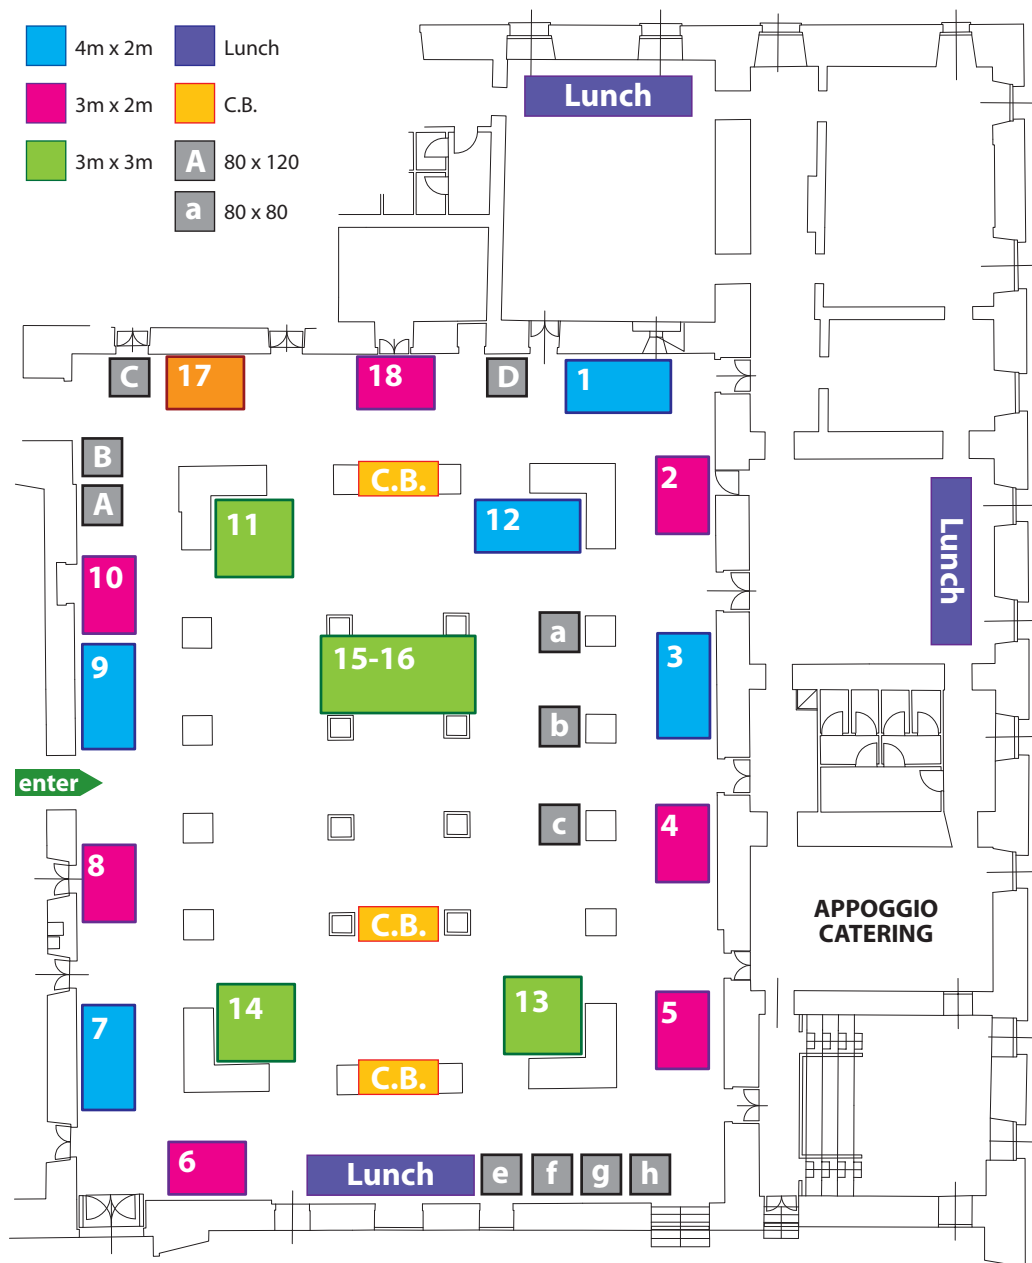 4m x 2m
Lunch
3m x 2m
C.B.
3m x 3m
A 80 x 120
a 80 x 80
Lunch
C
17
18
D
1
B
C.B.
2
A
11
12
Lunch
10
a
15-16
3
9
b
enter
c
4
8
C.B.
APPOGGIO
CATERING
14
13
5
7
C.B.
6
Lunch
e
f
g
h